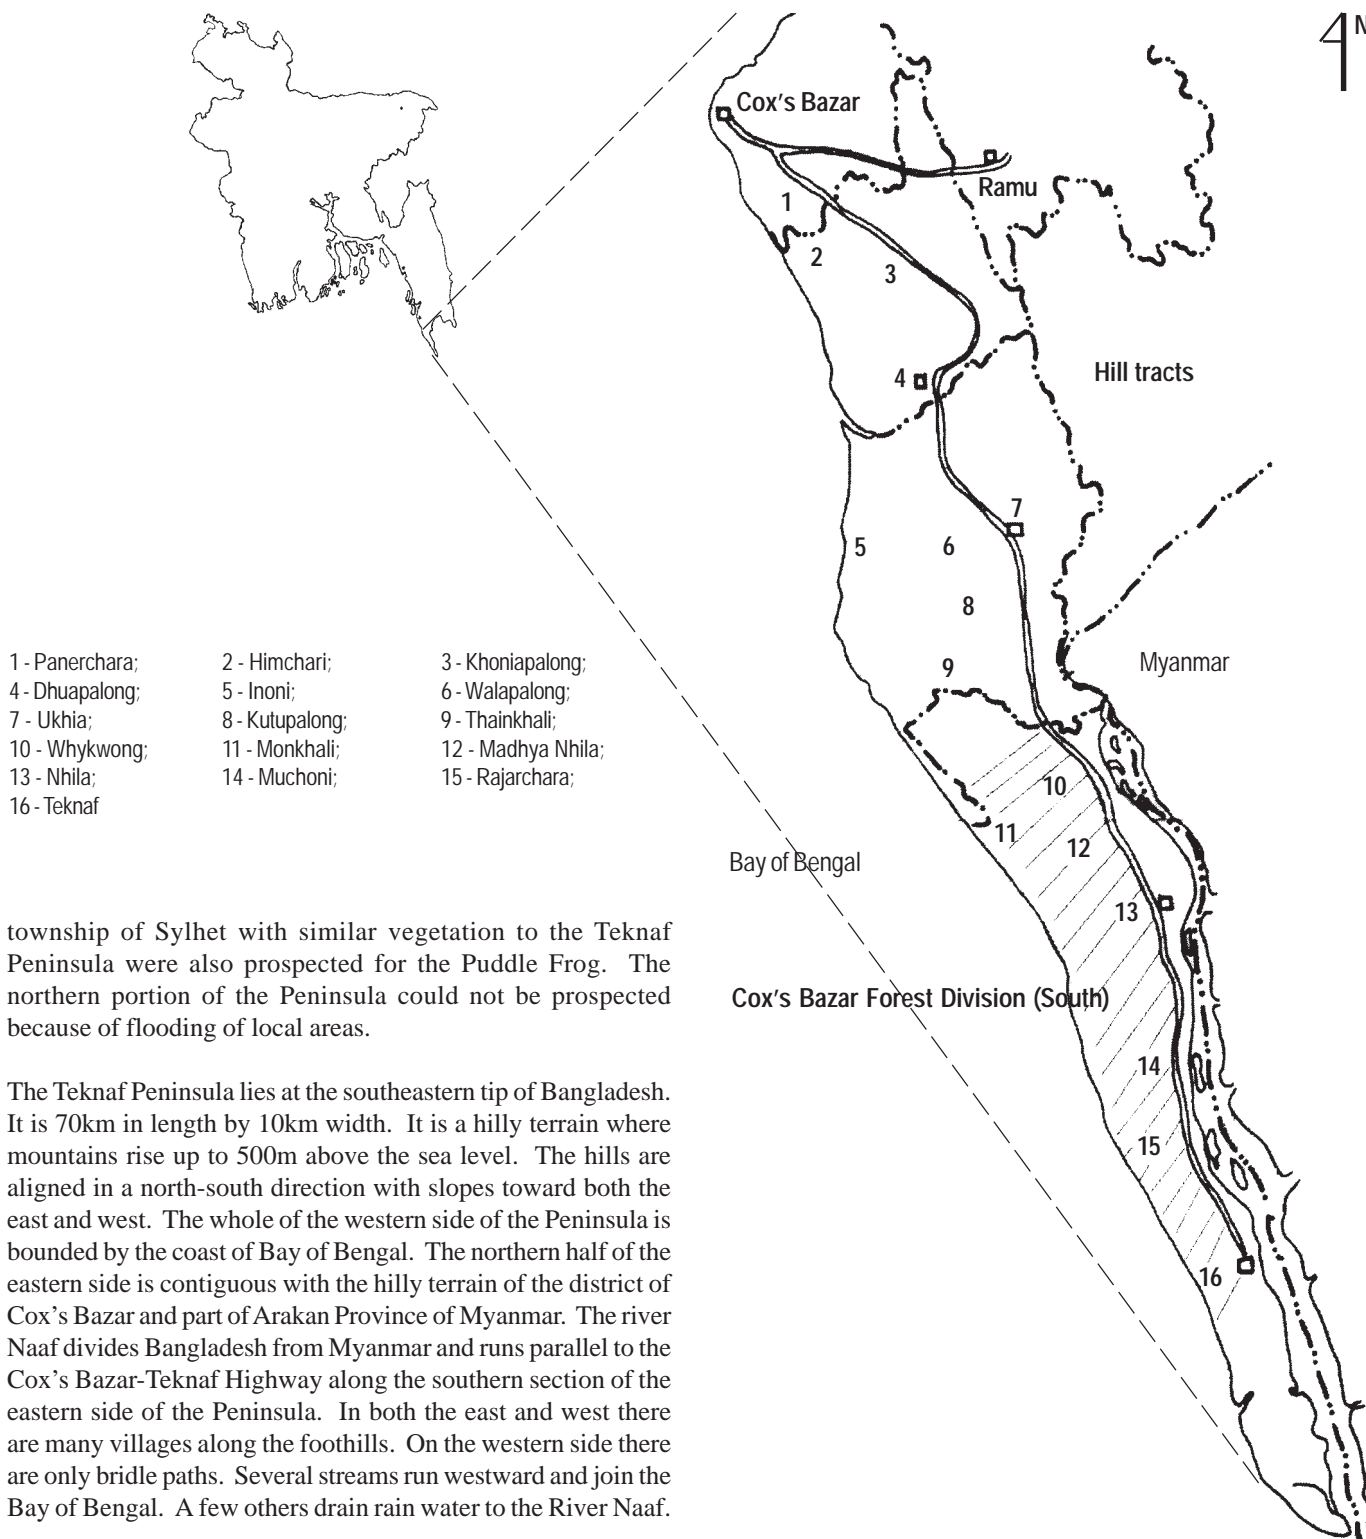 N
Cox's Bazar
Ramu
1
2
3
Hill tracts
4
7
5
6
8
9
Myanmar
1 - Panerchara; 2 - Himchari; 3 - Khoniapalong;
4 - Dhuapalong; 5 - Inoni; 6 - Walapalong;
7 - Ukhia; 8 - Kutupalong; 9 - Thainkhali;
10 - Whykwong; 11 - Monkhali; 12 - Madhya Nhila;
13 - Nhila; 14 - Muchoni; 15 - Rajarchara;
16 - Teknaf
10
11
12
Bay of Bengal
13
Cox's Bazar Forest Division (South)
14
15
16
township of Sylhet with similar vegetation to the Teknaf
Peninsula were also prospected for the Puddle Frog. The
northern portion of the Peninsula could not be prospected
because of flooding of local areas.
The Teknaf Peninsula lies at the southeastern tip of Bangladesh.
It is 70km in length by 10km width. It is a hilly terrain where
mountains rise up to 500m above the sea level. The hills are
aligned in a north-south direction with slopes toward both the
east and west. The whole of the western side of the Peninsula is
bounded by the coast of Bay of Bengal. The northern half of the
eastern side is contiguous with the hilly terrain of the district of
Cox's Bazar and part of Arakan Province of Myanmar. The river
Naaf divides Bangladesh from Myanmar and runs parallel to the
Cox's Bazar-Teknaf Highway along the southern section of the
eastern side of the Peninsula. In both the east and west there
are many villages along the foothills. On the western side there
are only bridle paths. Several streams run westward and join the
Bay of Bengal. A few others drain rain water to the River Naaf.